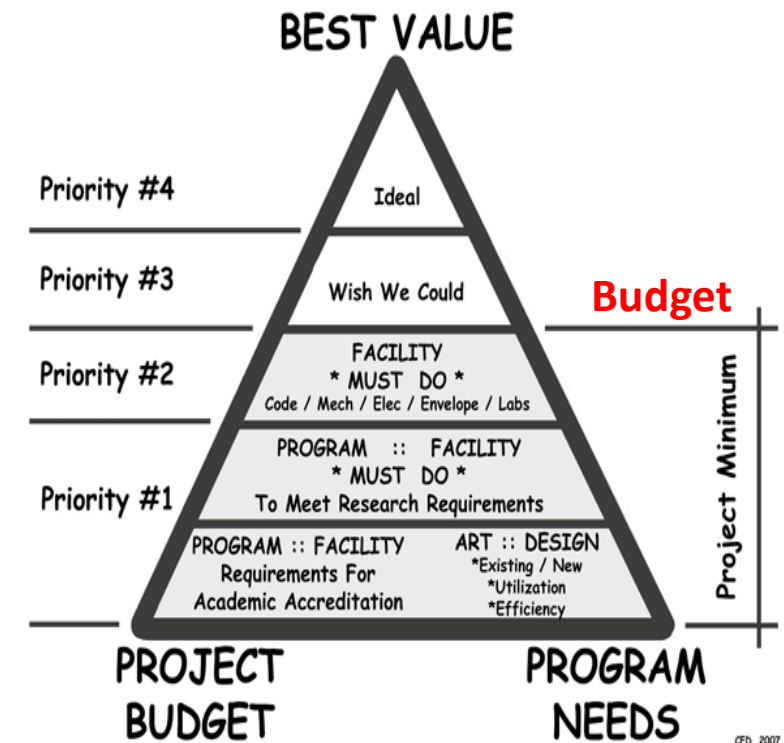 BEST VALUE
Priority #4
Ideal
Priority #3
Wish We Could
Budget
Priority #2
FACILITY
* MUST DO *
Code / Mech / Elec / Envelope / Labs
Priority #1
PROGRAM :: FACILITY
* MUST DO *
To Meet Research Requirements
PROGRAM :: FACILITY
Requirements For
Academic Accreditation
ART :: DESIGN
*Existing / New
*Utilization
*Efficiency
Project Minimum
PROJECT
BUDGET
PROGRAM
NEEDS
CFD 2007